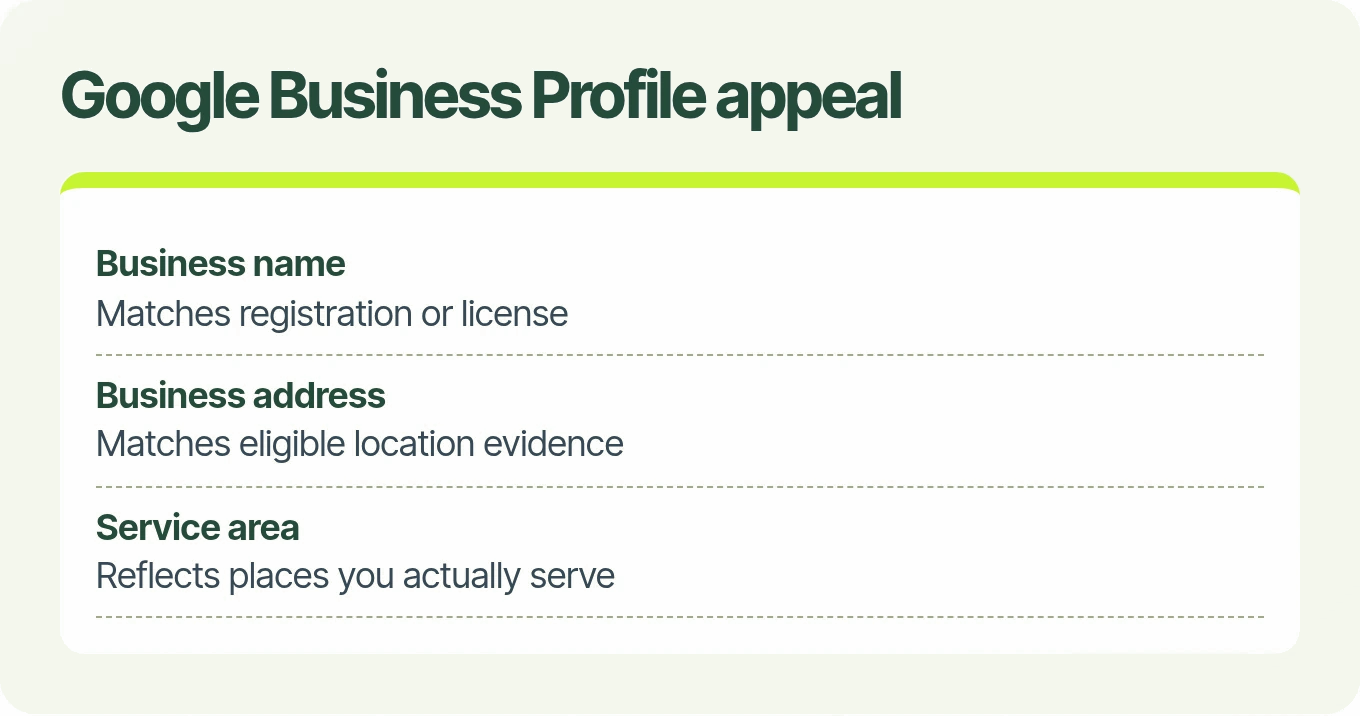 Google Business Profile appeal
Business name
Matches registration or license
Business address
Matches eligible location evidence
Service area
Reflects places you actually serve